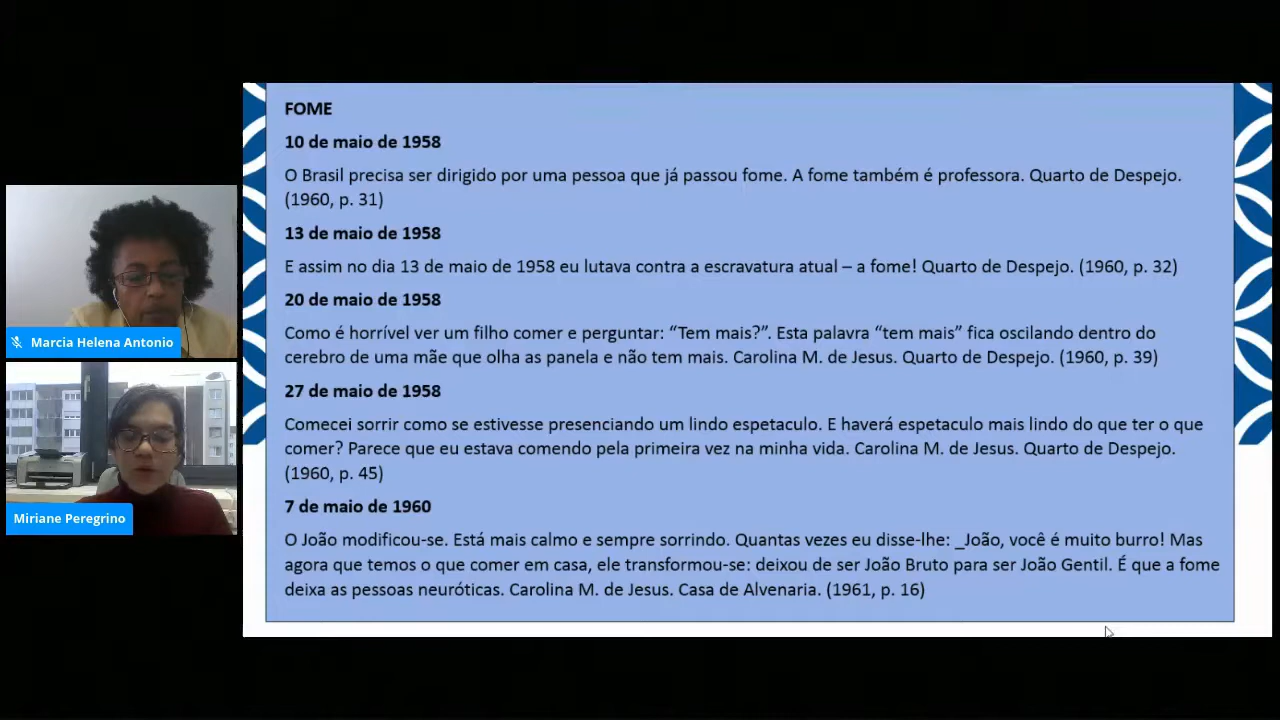 FOME
10 de maio de 1958
O Brasil precisa ser dirigido por uma pessoa que já passou fome. A fome também é professora. Quarto de Despejo.
(1960, p. 31)
13 de maio de 1958
E assim no dia 13 de maio de 1958 eu lutava contra a escravatura atual – a fome! Quarto de Despejo. (1960, p. 32)
20 de maio de 1958
Como é horrível ver um filho comer e perguntar: “Tem mais?”. Esta palavra “tem mais” fica oscilando dentro do
cerebro de uma mãe que olha as panela e não tem mais. Carolina M. de Jesus. Quarto de Despejo. (1960, p. 39)
27 de maio de 1958
Comecei sorrir como se estivesse presenciando um lindo espetaculo. E haverá espetaculo mais lindo do que ter o que
comer? Parece que eu estava comendo pela primeira vez na minha vida. Carolina M. de Jesus. Quarto de Despejo.
(1960, p. 45)
7 de maio de 1960
O João modificou-se. Está mais calmo e sempre sorrindo. Quantas vezes eu disse-lhe: _João, você é muito burro! Mas
agora que temos o que comer em casa, ele transformou-se: deixou de ser João Bruto para ser João Gentil. É que a fome
deixa as pessoas neuróticas. Carolina M. de Jesus. Casa de Alvenaria. (1961, p. 16)
Marcia Helena Antonio
Miriane Peregrino